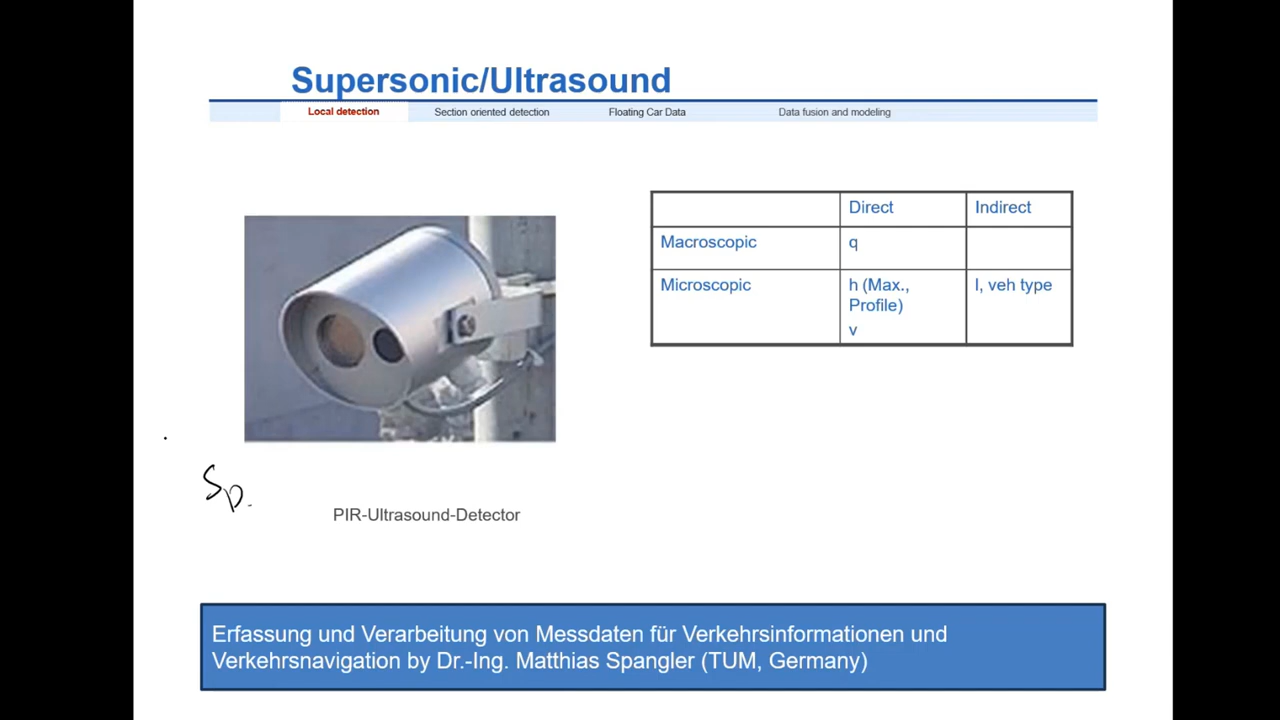 Supersonic/Ultrasound
Local detection Section oriented detection Floating Car Data Data fusion and modeling
Direct Indirect
Macroscopic q
Microscopic h (Max., Profile) v l, veh type
Sp.
PIR-Ultrasound-Detector
Erfassung und Verarbeitung von Messdaten für Verkehrsinformationen und
Verkehrsnavigation by Dr.-Ing. Matthias Spangler (TUM, Germany)